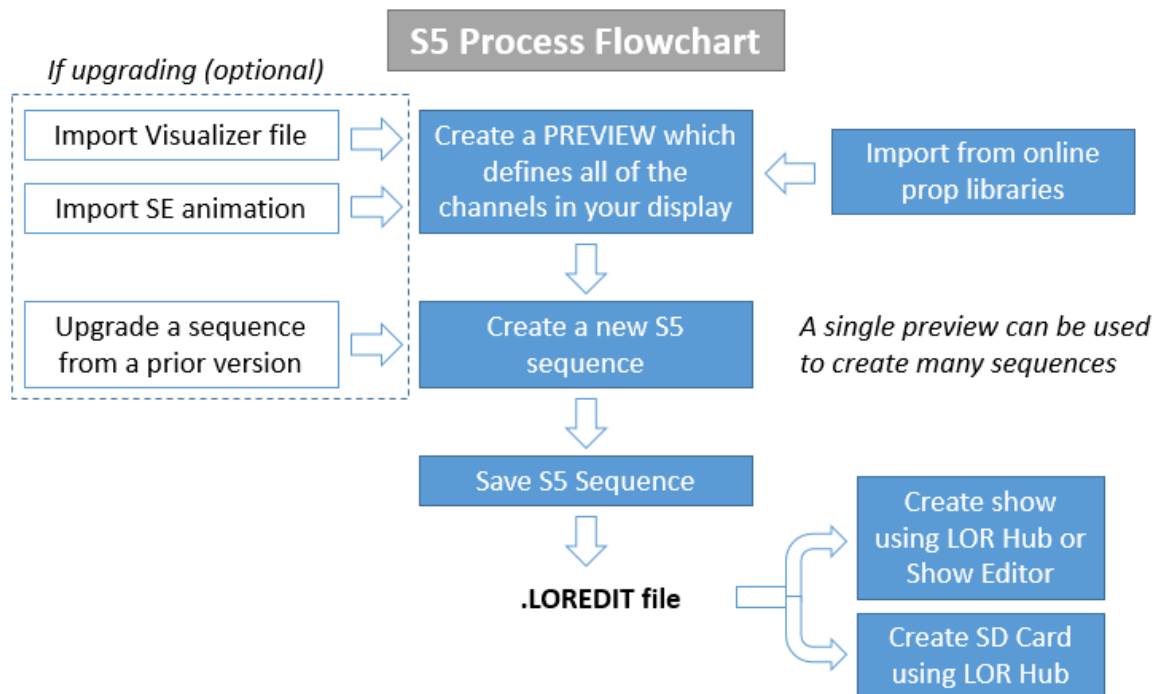 S5 Process Flowchart
If upgrading (optional)
Import Visualizer file
Import SE animation
Upgrade a sequence
from a prior version
Create a PREVIEW which
defines all of the
channels in your display
Import from online
prop libraries
Create a new S5
sequence
A single preview can be used
to create many sequences
Save S5 Sequence
.LOREDIT file
Create show
using LOR Hub or
Show Editor
Create SD Card
using LOR Hub